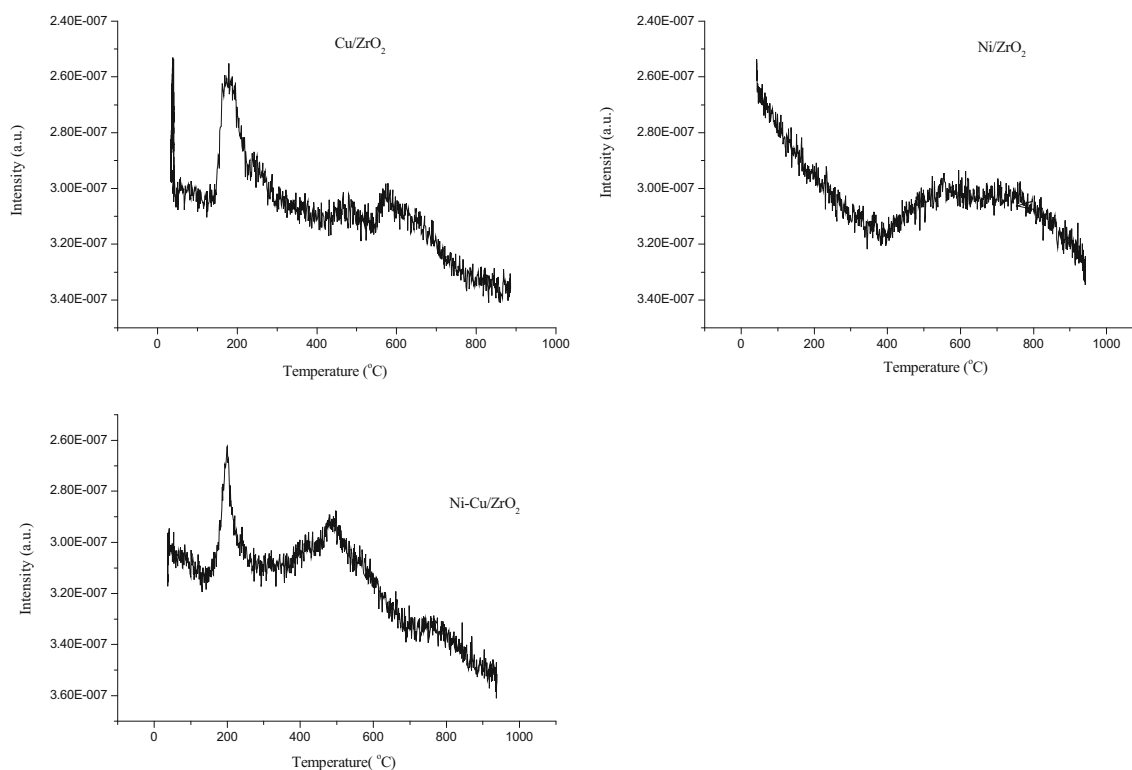 2.40E-007
2.60E-007
2.80E-007
3.00E-007
3.20E-007
3.40E-007
Intensity (a.u.)
Cu/ZrO2
0 200 400 600 800 1000
Temperature (°C)
2.40E-007
2.60E-007
2.80E-007
3.00E-007
3.20E-007
3.40E-007
Intensity (a.u.)
Ni/ZrO2
0 200 400 600 800 1000
Temperature (°C)
2.60E-007
2.80E-007
3.00E-007
3.20E-007
3.40E-007
3.60E-007
Intensity (a.u.)
Ni-Cu/ZrO2
0 200 400 600 800 1000
Temperature( °C)